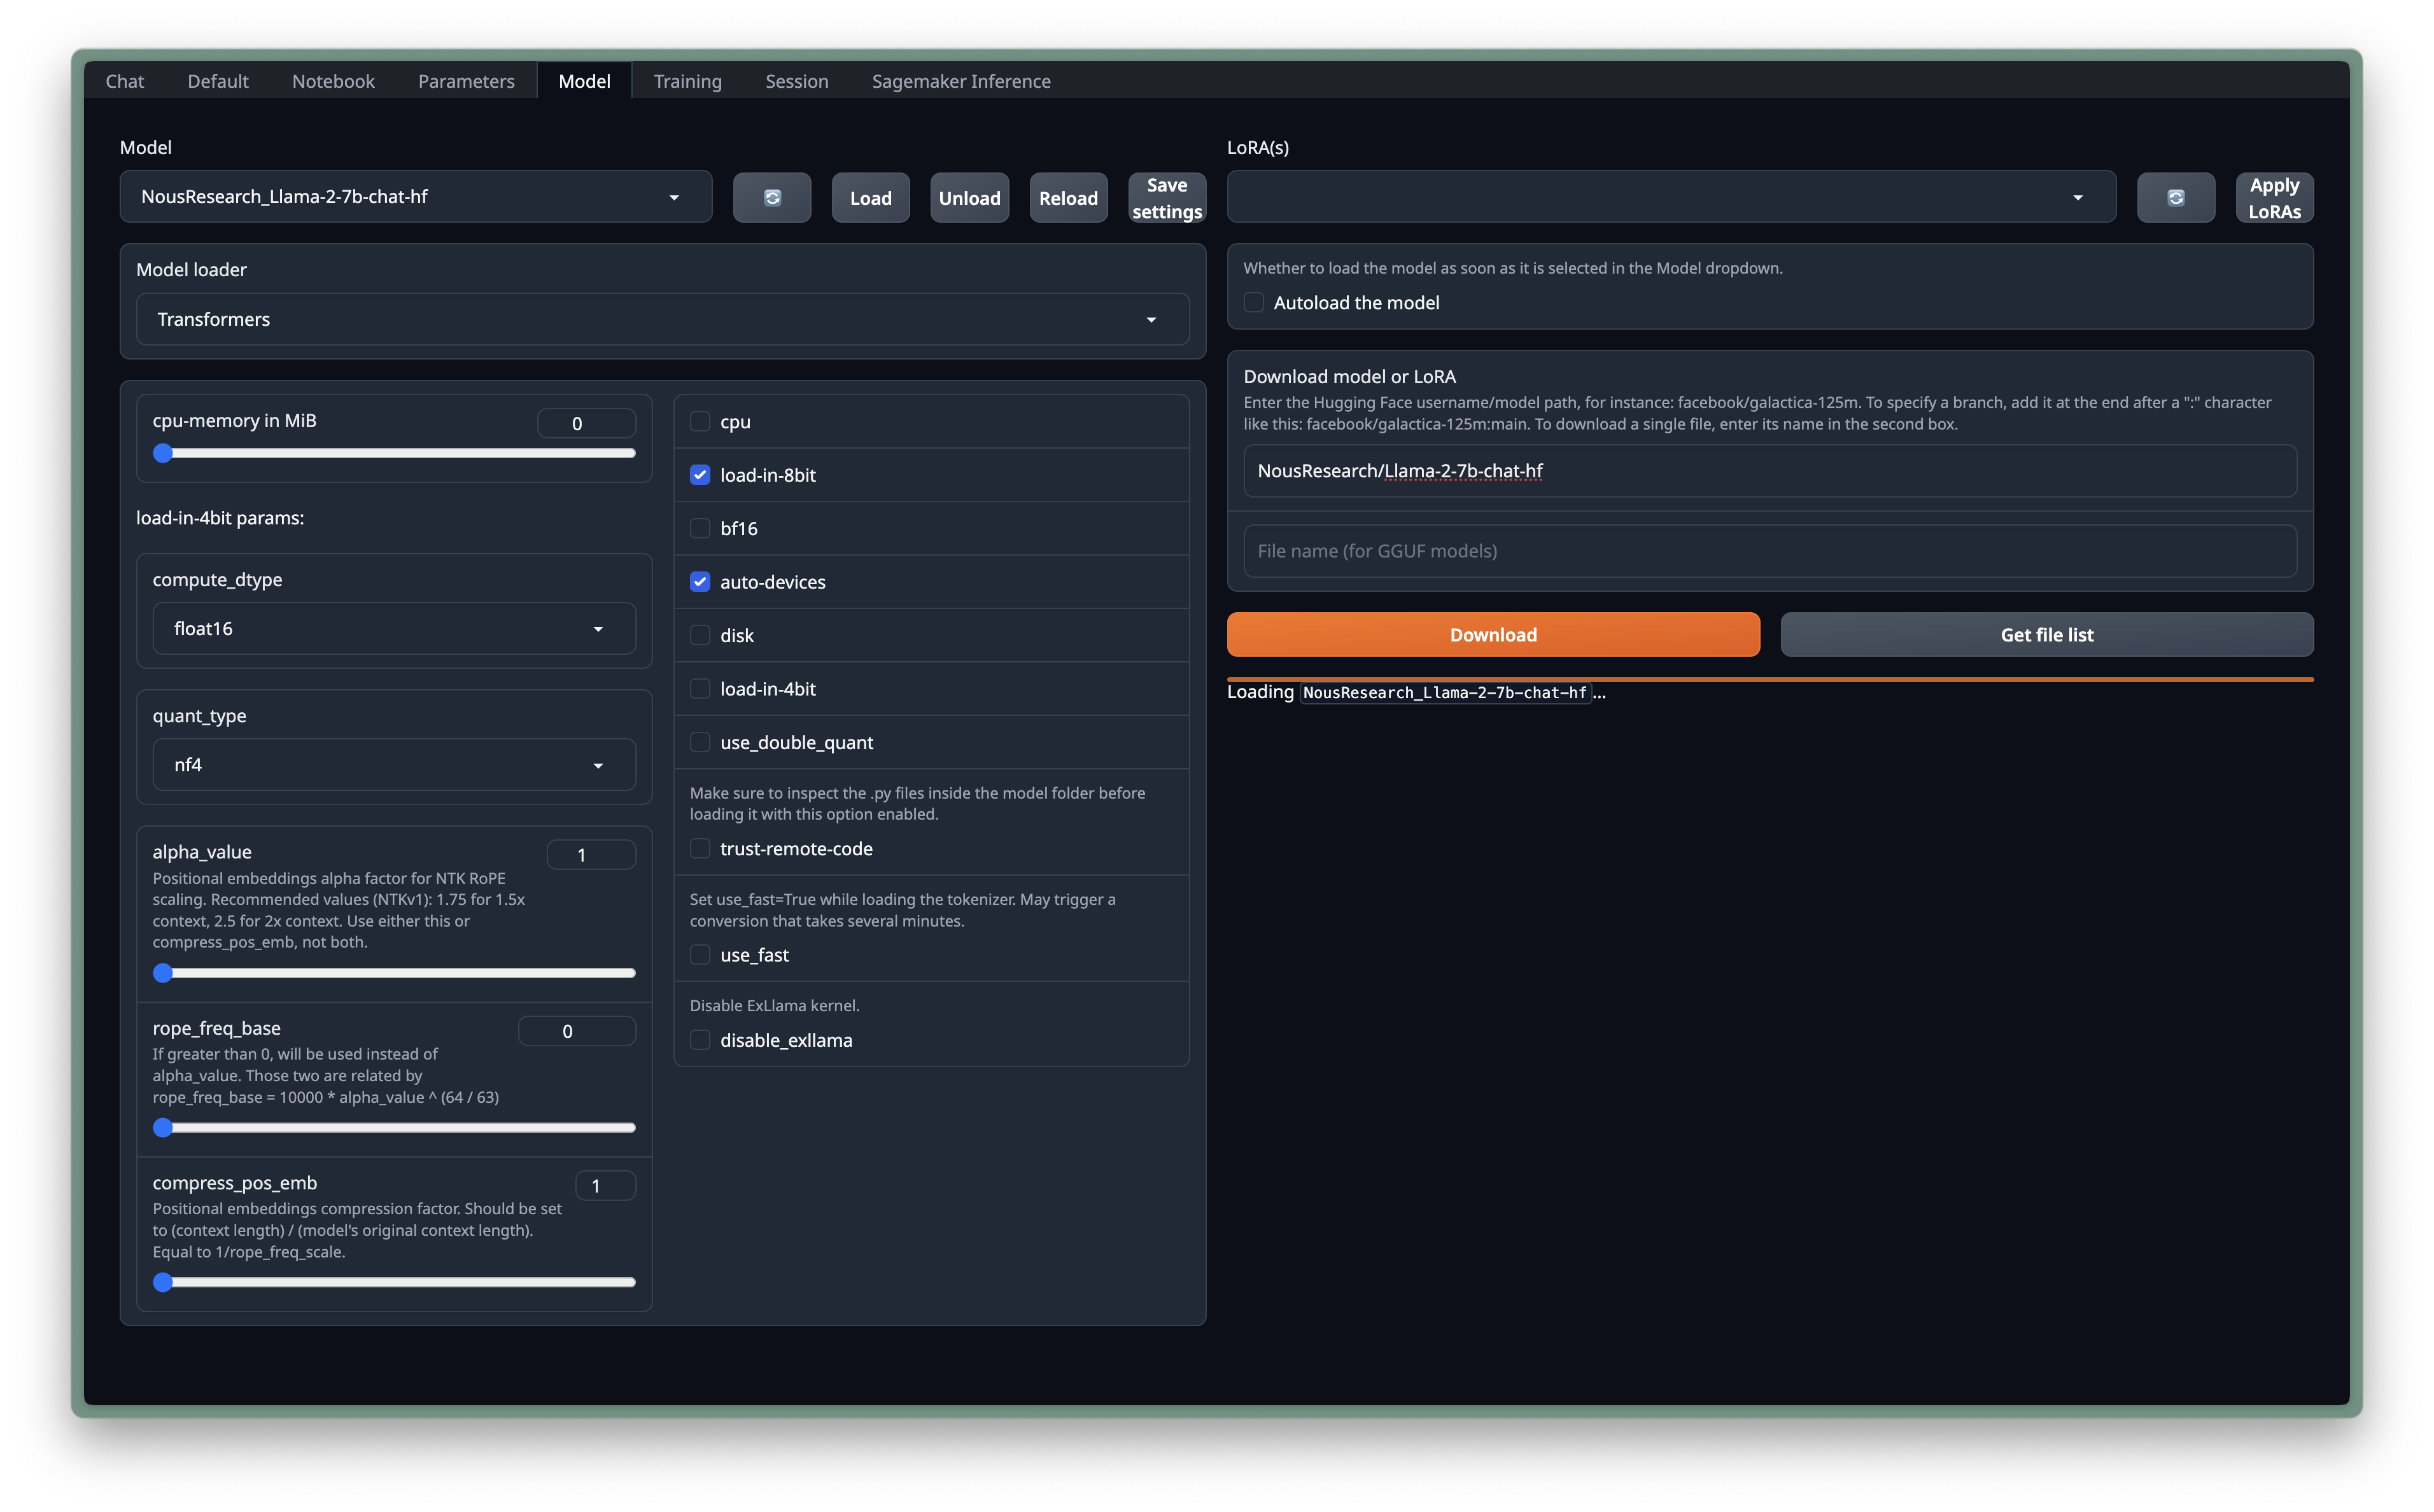 Chat Default Notebook Parameters Model Training Session Sagemaker Inference
Model
NousResearch_Llama-2-7b-chat-hf
Load
Unload
Reload
Save
settings
Model loader
Transformers
cpu-memory in MiB
0
load-in-4bit params:
compute_dtype
float16
quant_type
nf4
alpha_value
1
Positional embeddings alpha factor for NTK RoPE
scaling. Recommended values (NTKv1): 1.75 for 1.5x
context, 2.5 for 2x context. Use either this or
compress_pos_emb, not both.
rope_freq_base
0
If greater than 0, will be used instead of
alpha_value. Those two are related by
rope_freq_base = 10000 * alpha_value ^ (64 / 63)
compress_pos_emb
1
Positional embeddings compression factor. Should be set
to (context length) / (model's original context length).
Equal to 1/rope_freq_scale.
cpu
load-in-8bit
bf16
auto-devices
disk
load-in-4bit
use_double_quant
Make sure to inspect the .py files inside the model folder before
loading it with this option enabled.
trust-remote-code
Set use_fast=True while loading the tokenizer. May trigger a
conversion that takes several minutes.
use_fast
Disable ExLlama kernel.
disable_exllama
LoRA(s)
Apply
LoRAs
Whether to load the model as soon as it is selected in the Model dropdown.
Autoload the model
Download model or LoRA
Enter the Hugging Face username/model path, for instance: facebook/galactica-125m. To specify a branch, add it at the end after a ":" character
like this: facebook/galactica-125m:main. To download a single file, enter its name in the second box.
NousResearch/Llama-2-7b-chat-hf
File name (for GGUF models)
Download
Get file list
Loading NousResearch_Llama-2-7b-chat-hf...